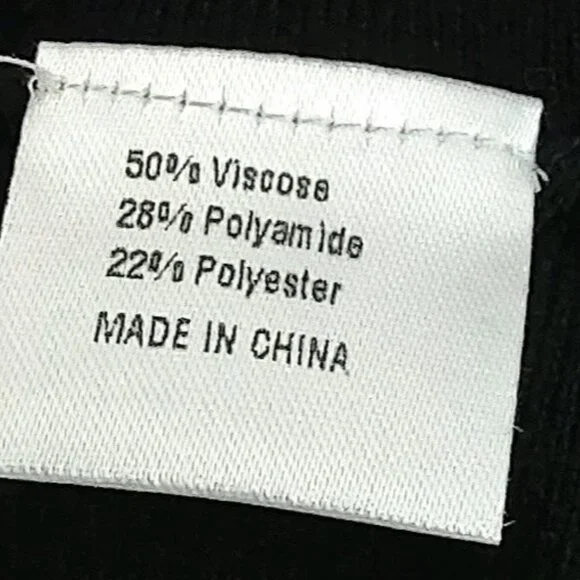 50% Viscose
28% Polyamide
22% Polyester
MADE IN CHINA